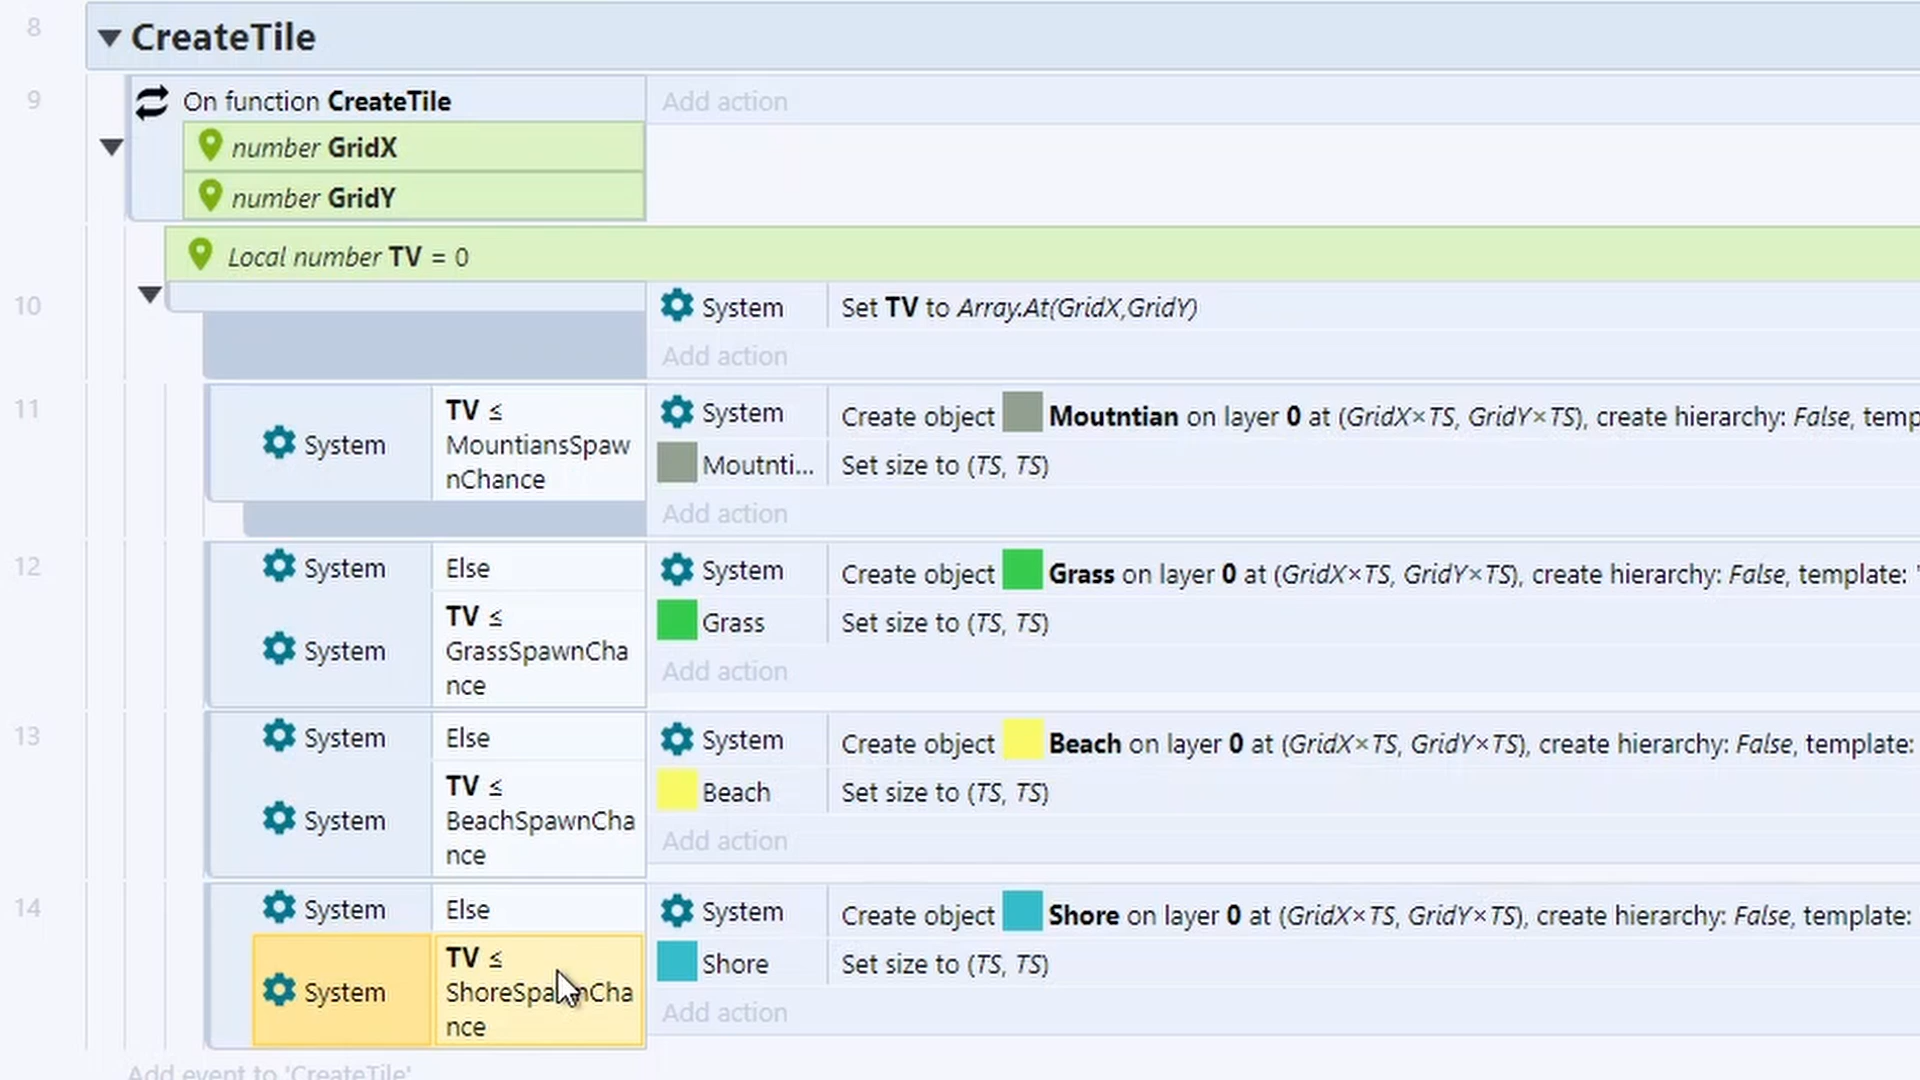 8
CreateTile
9
On function CreateTile
Add action
number GridX
number GridY
Local number TV = 0
10
System
Set TV to Array.At(GridX,GridY)
Add action
11
System
TV ≤
MountiansSpaw
nChance
System
Create object Moutntian on layer 0 at (GridX×TS, GridY×TS), create hierarchy: False, temp
Moutnti...
Set size to (TS, TS)
Add action
12
System
Else
System
TV ≤
GrassSpawnCha
nce
System
Create object Grass on layer 0 at (GridX×TS, GridY×TS), create hierarchy: False, template: "
Grass
Set size to (TS, TS)
Add action
13
System
Else
System
TV ≤
BeachSpawnCha
nce
System
Create object Beach on layer 0 at (GridX×TS, GridY×TS), create hierarchy: False, template:
Beach
Set size to (TS, TS)
Add action
14
System
Else
System
TV ≤
ShoreSpawnCha
nce
System
Create object Shore on layer 0 at (GridX×TS, GridY×TS), create hierarchy: False, template:
Shore
Set size to (TS, TS)
Add action
Add event to 'CreateTile'